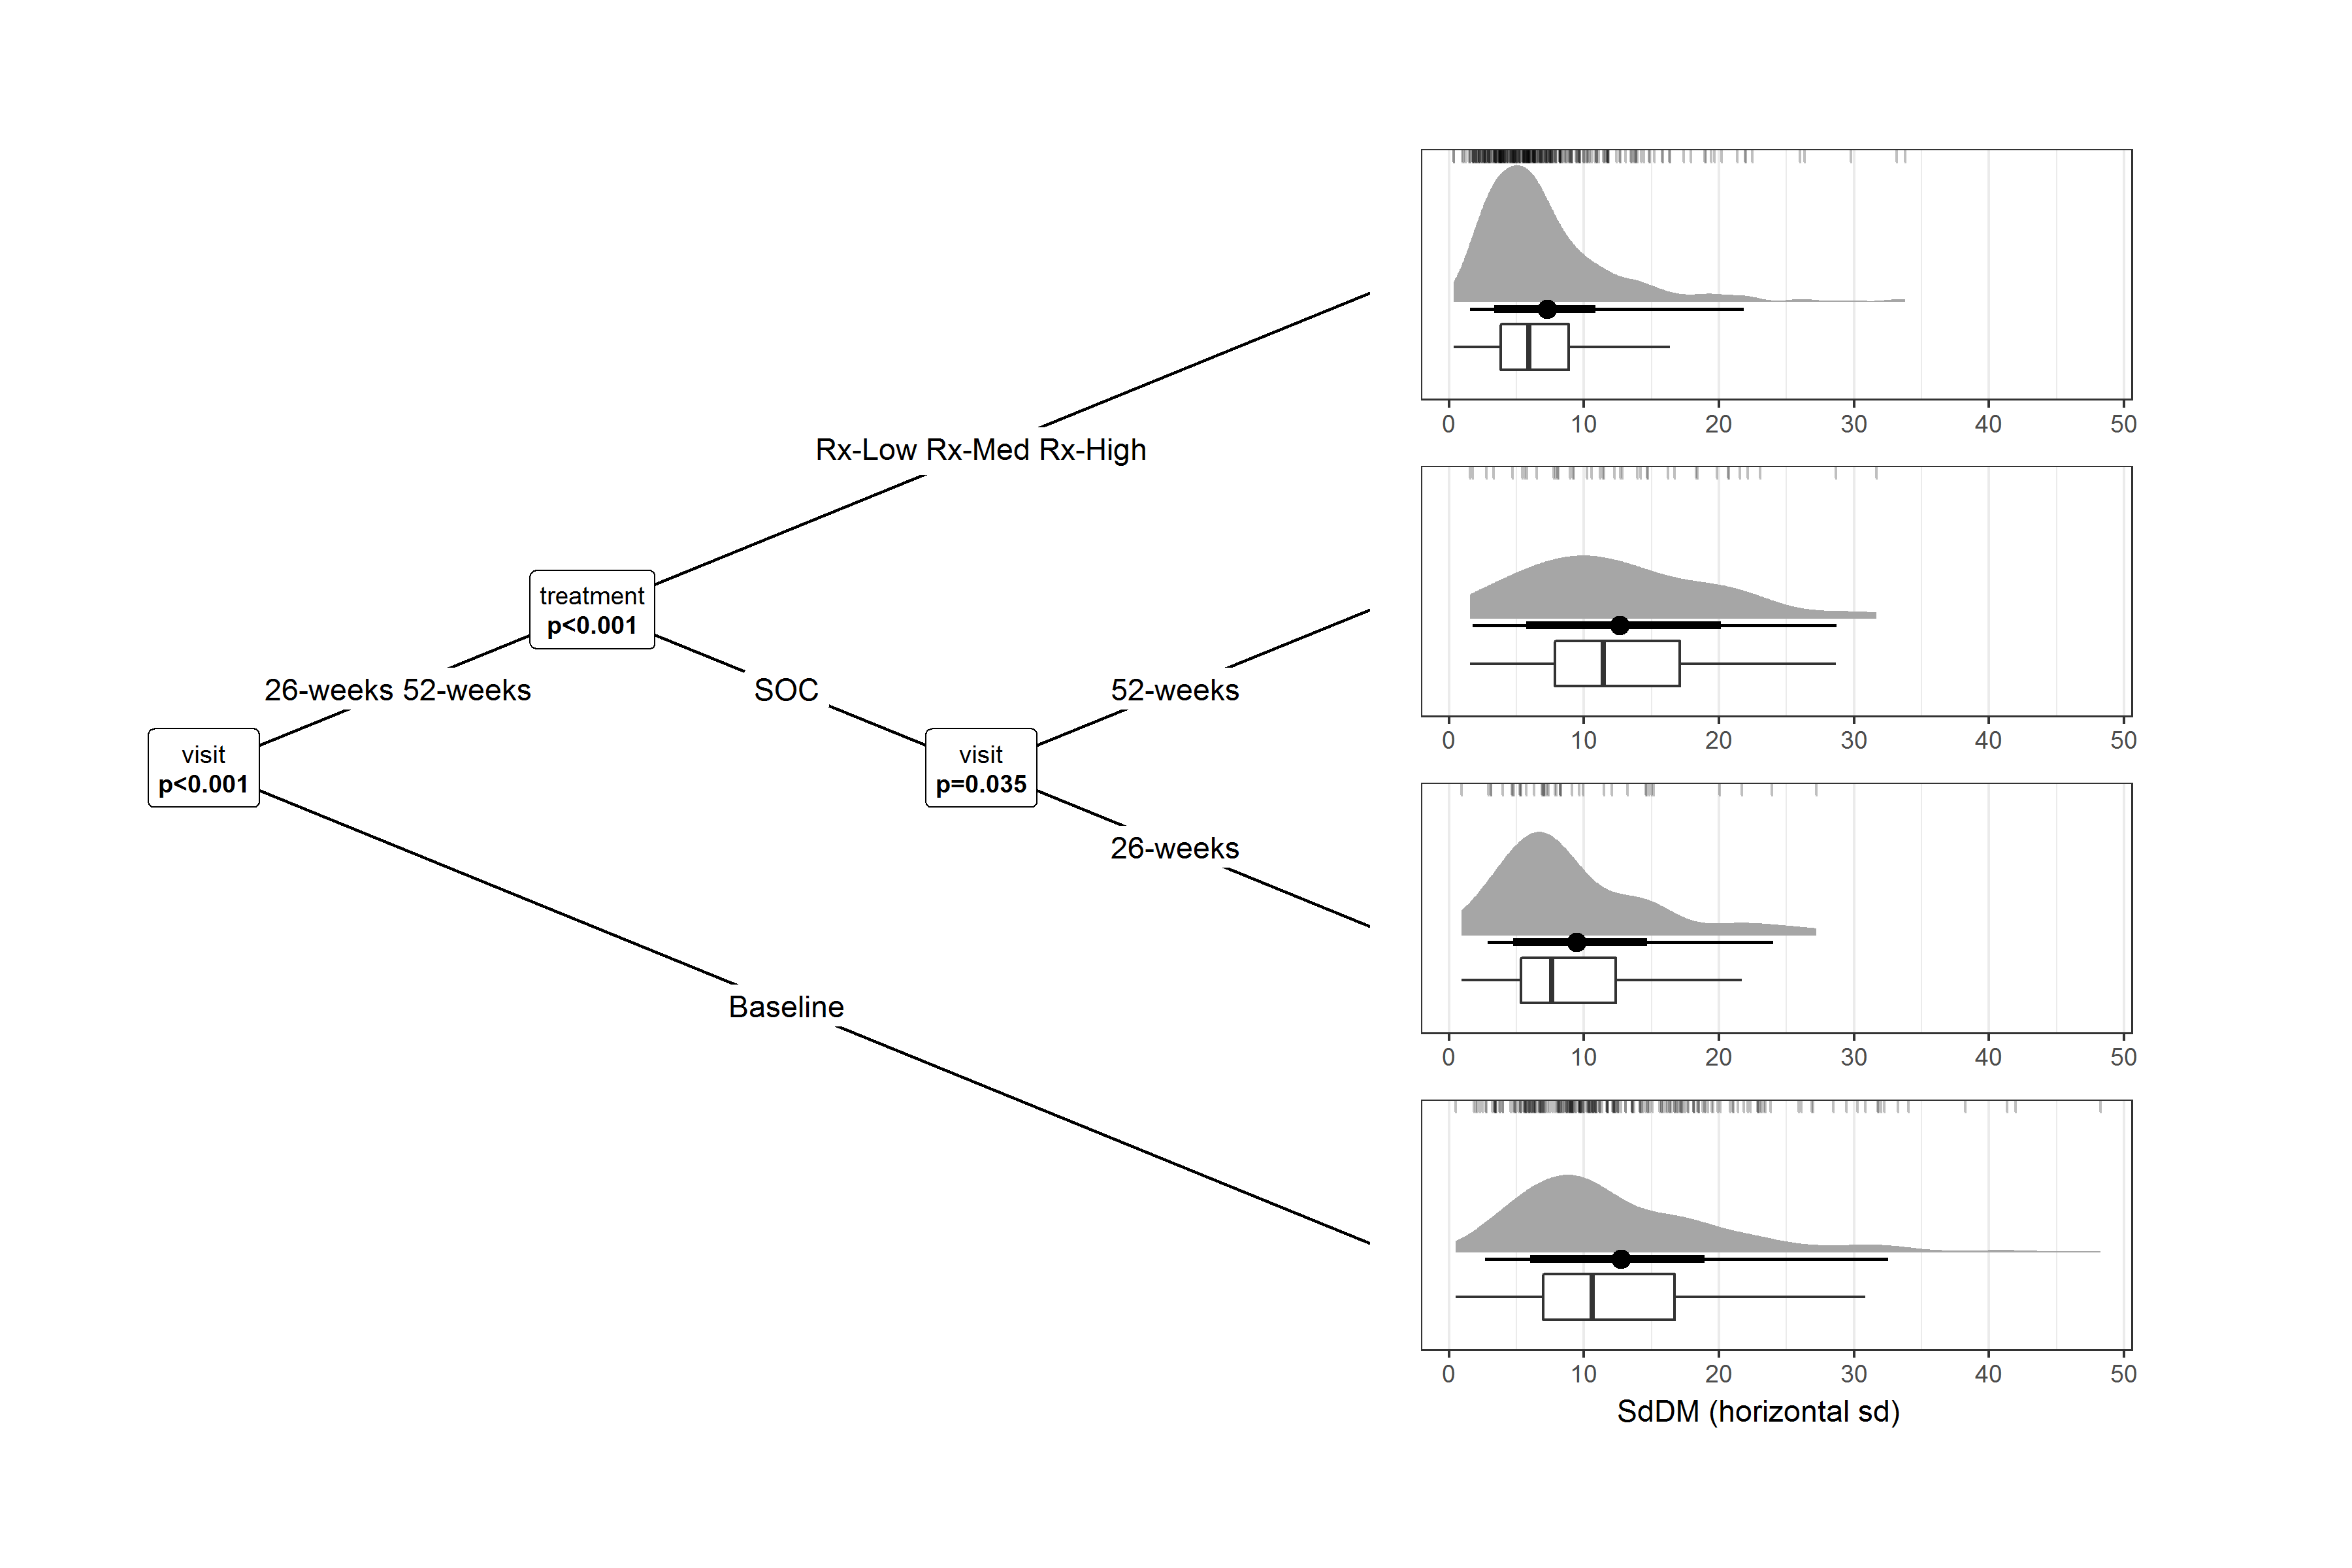 0 10 20 30 40 50
Rx-Low Rx-Med Rx-High
treatment
p<0.001
26-weeks 52-weeks
SOC
52-weeks
0 10 20 30 40 50
visit
p<0.001
visit
p=0.035
26-weeks
Baseline
0 10 20 30 40 50
0 10 20 30 40 50
SdDM (horizontal sd)